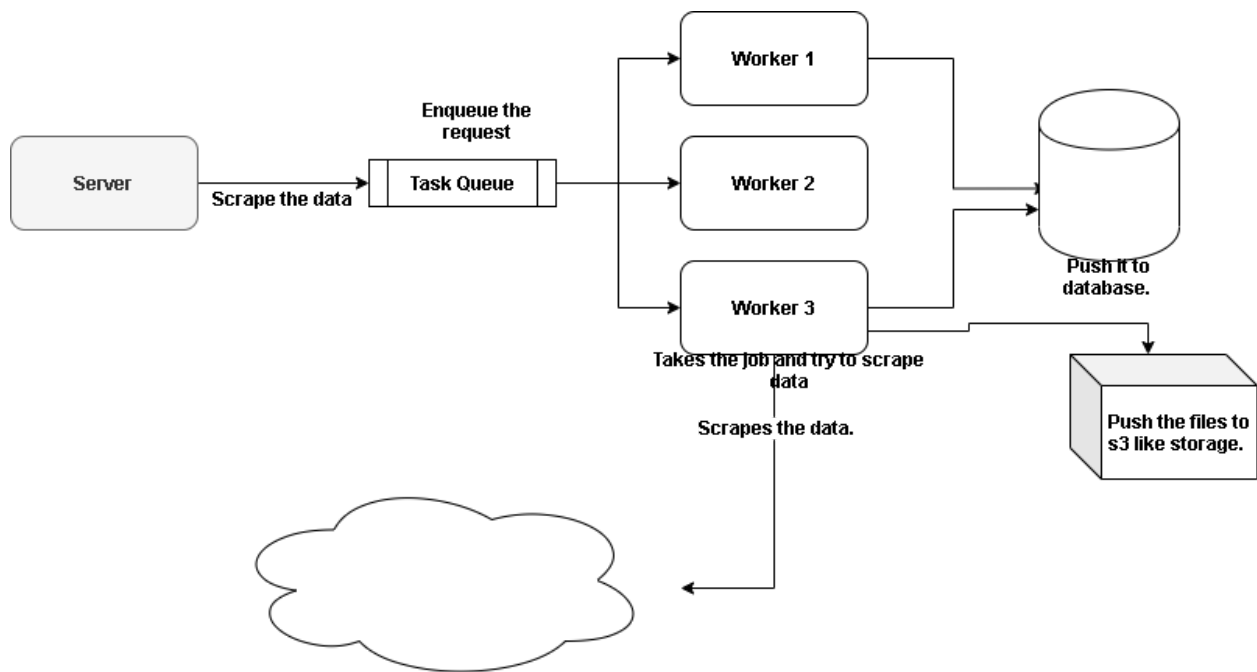 Worker 1
Enqueue the
request
Server
Scrape the data
Task Queue
Worker 2
Worker 3
Takes the job and try to scrape
data
Scrapes the data.
Push it to
database.
Push the files to
s3 like storage.